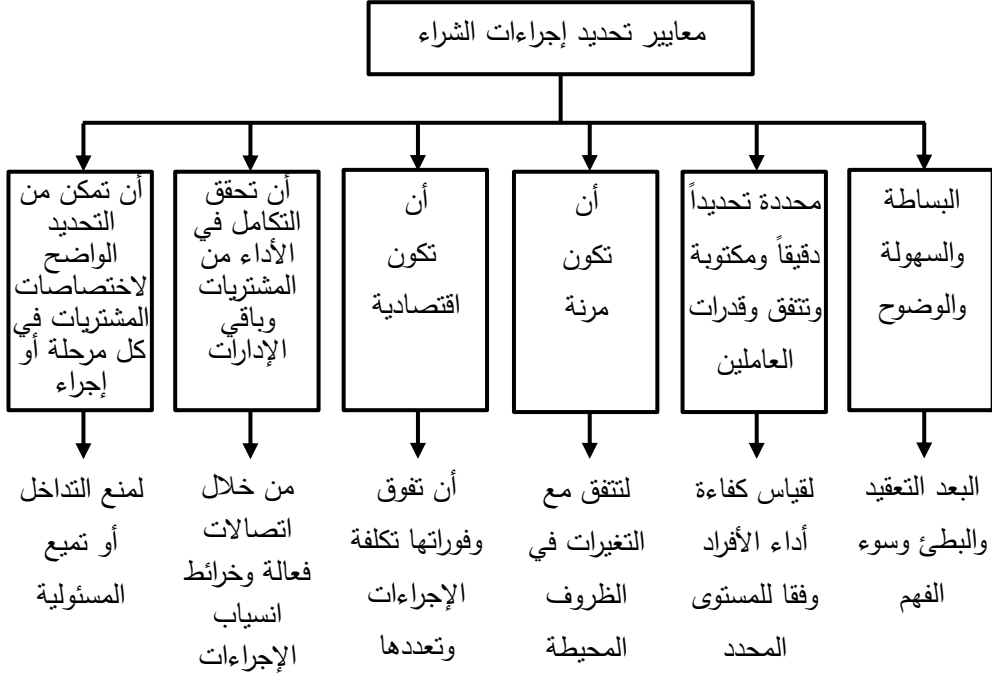 معايير تحديد إجراءات الشراء
البساطة
والسهولة
والوضوح
محددة تحديداً
دقيقاً ومكتوبة
وتتفق وقدرات
العاملين
أن
تكون
مرنة
أن
تكون
اقتصادية
أن تحقق
التكامل في
الأداء من
المشتريات
وباقي
الإدارات
أن تمكن من
التحديد
الواضح
لاختصاصات
المشتريات في
كل مرحلة أو
إجراء
البعد التعقيد
والبطئ وسوء
الفهم
لقياس كفاءة
أداء الأفراد
وفقا للمستوى
المحدد
لتتفق مع
التغيرات في
الظروف
المحيطة
أن تفوق
وفوراتها تكلفة
الإجراءات
وتعددها
من خلال
اتصالات
فعالة وخرائط
انسياب
الإجراءات
لمنع التداخل
أو تميع
المسئولية